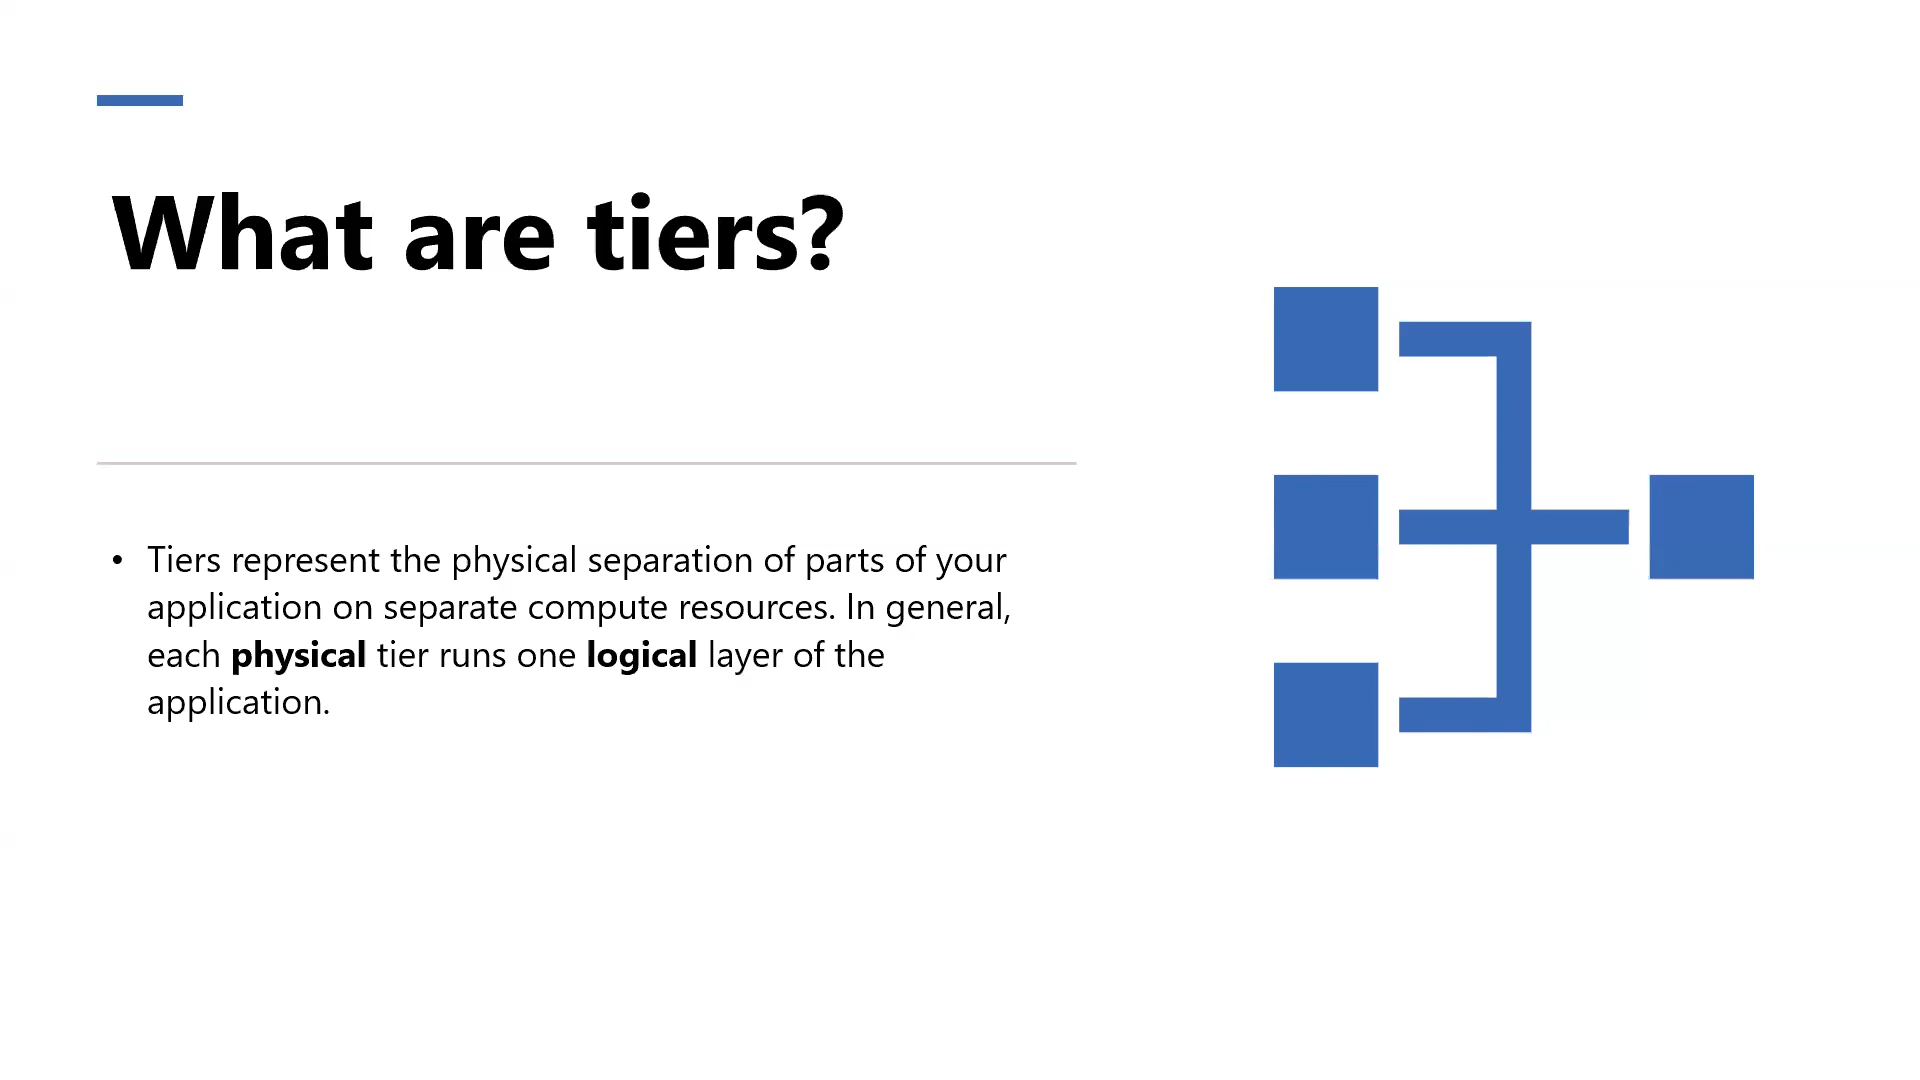 What are tiers?
• Tiers represent the physical separation of parts of your
application on separate compute resources. In general,
each physical tier runs one logical layer of the
application.